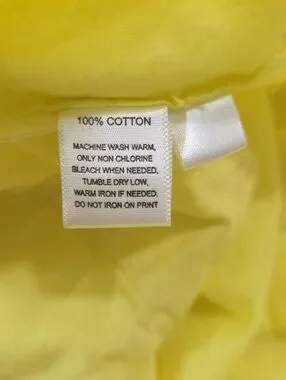 100% COTTON
MACHINE WASH WARM,
ONLY NON CHLORINE
BLEACH WHEN NEEDED,
TUMBLE DRY LOW,
WARM IRON IF NEEDED.
DO NOT IRON ON PRINT